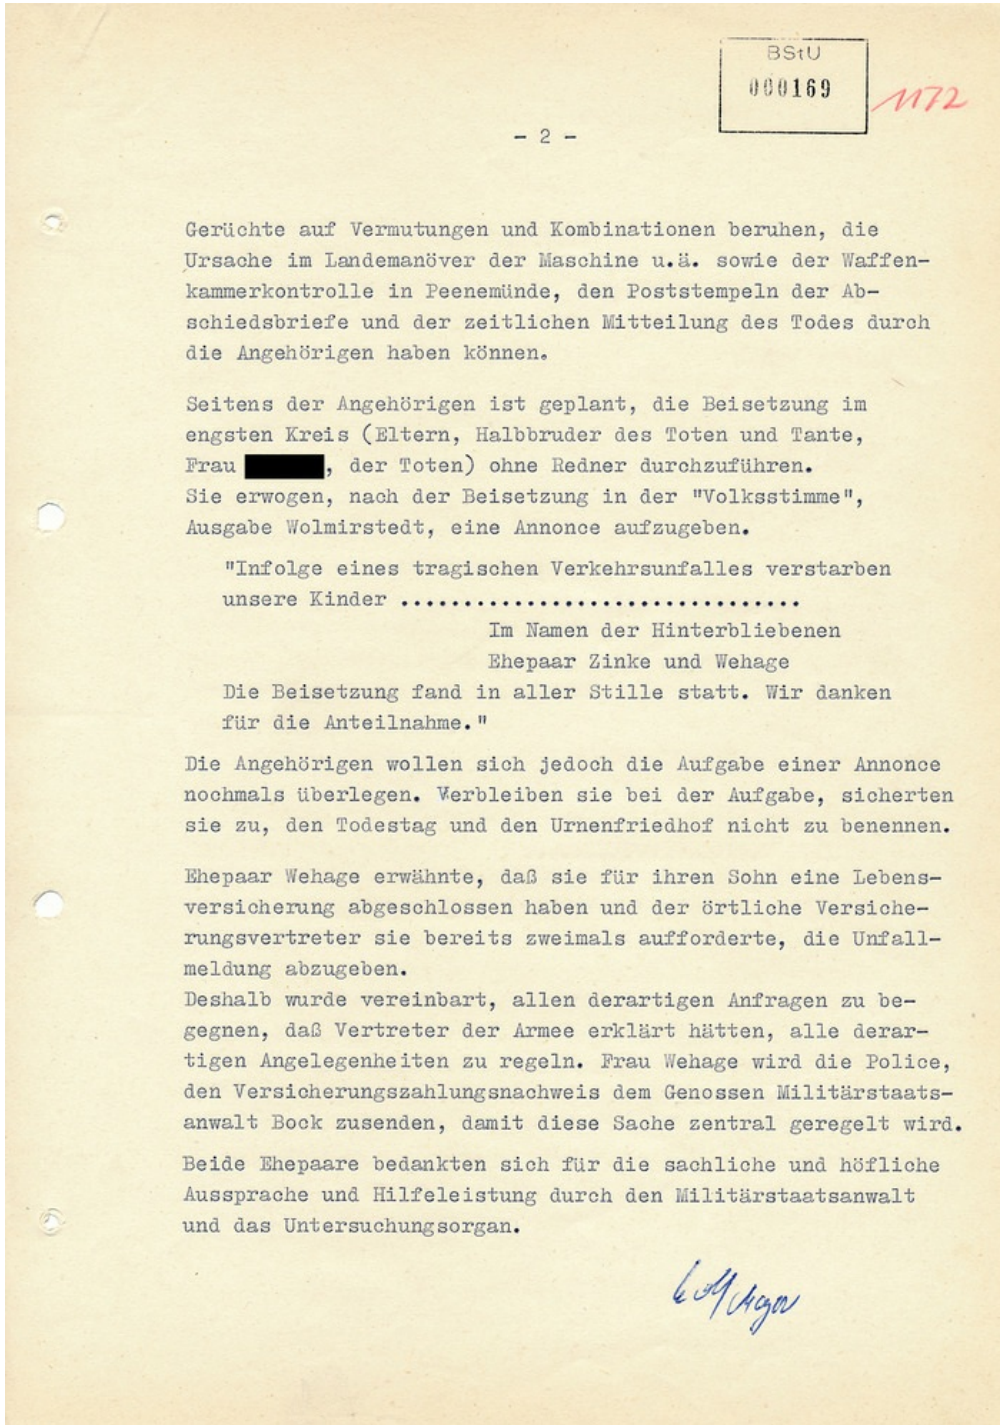 BStU
000169
1172
- 2 -
Gerüchte auf Vermutungen und Kombinationen beruhen, die
Ursache im Landemanöver der Maschine u.ä. sowie der Waffen-
kammerkontrolle in Peenemünde, den Poststempeln der Ab-
schiedsbriefe und der zeitlichen Mitteilung des Todes durch
die Angehörigen haben können.
Seitens der Angehörigen ist geplant, die Beisetzung im
engsten Kreis (Eltern, Halbbruder des Toten und Tante,
Frau , der Toten) ohne Redner durchzuführen.
Sie erwogen, nach der Beisetzung in der "Volksstimme",
Ausgabe Wolmirstedt, eine Annonce aufzugeben.
"Infolge eines tragischen Verkehrsunfalles verstarben
unsere Kinder ................................
Im Namen der Hinterbliebenen
Ehepaar Zinke und Wehage
Die Beisetzung fand in aller Stille statt. Wir danken
für die Anteilnahme."
Die Angehörigen wollen sich jedoch die Aufgabe einer Annonce
nochmals überlegen. Verbleiben sie bei der Aufgabe, sicherten
sie zu, den Todestag und den Urnenfriedhof nicht zu benennen.
Ehepaar Wehage erwähnte, daß sie für ihren Sohn eine Lebens-
versicherung abgeschlossen haben und der örtliche Versiche-
rungsvertreter sie bereits zweimals aufforderte, die Unfall-
meldung abzugeben.
Deshalb wurde vereinbart, allen derartigen Anfragen zu be-
gegnen, daß Vertreter der Armee erklärt hätten, alle derar-
tigen Angelegenheiten zu regeln. Frau Wehage wird die Police,
den Versicherungszahlungsnachweis dem Genossen Militärstaats-
anwalt Bock zusenden, damit diese Sache zentral geregelt wird.
Beide Ehepaare bedankten sich für die sachliche und höfliche
Aussprache und Hilfeleistung durch den Militärstaatsanwalt
und das Untersuchungsorgan.